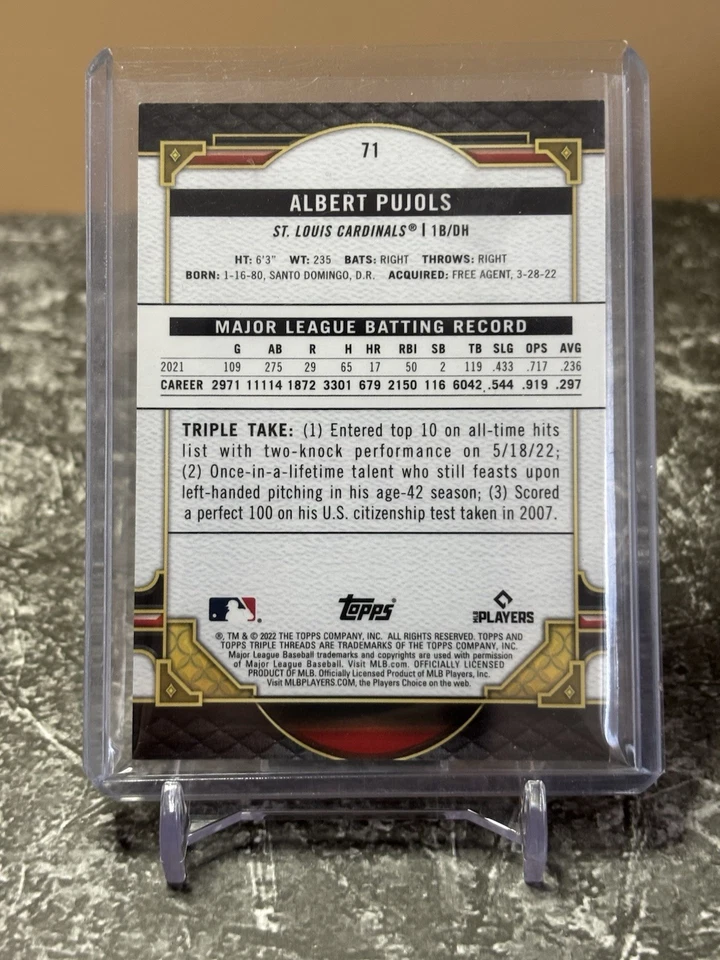 71
ALBERT PUJOLS
ST. LOUIS CARDINALS® | 1B/DH
HT: 6'3" WT: 235 BATS: RIGHT THROWS: RIGHT
BORN: 1-16-80, SANTO DOMINGO, D.R. ACQUIRED: FREE AGENT, 3-28-22
MAJOR LEAGUE BATTING RECORD
G AB R H HR RBI SB TB SLG OPS AVG
2021 109 275 29 65 17 50 2 119 .433 .717 .236
CAREER 2971 11114 1872 3301 679 2150 116 6042 .544 .919 .297
TRIPLE TAKE: (1) Entered top 10 on all-time hits
list with two-knock performance on 5/18/22;
(2) Once-in-a-lifetime talent who still feasts upon
left-handed pitching in his age-42 season; (3) Scored
a perfect 100 on his U.S. citizenship test taken in 2007.
topps® MLB PLAYERS
®, TM & © 2022 THE TOPPS COMPANY, INC. ALL RIGHTS RESERVED. TOPPS AND
TOPPS TRIPLE THREADS ARE TRADEMARKS OF THE TOPPS COMPANY, INC.
Major League Baseball trademarks and copyrights are used with permission
of Major League Baseball. Visit MLB.com. OFFICIALLY LICENSED
PRODUCT OF MLB. Officially Licensed Product of MLB Players, Inc.
Visit MLBPLAYERS.COM, the Players Choice on the web.